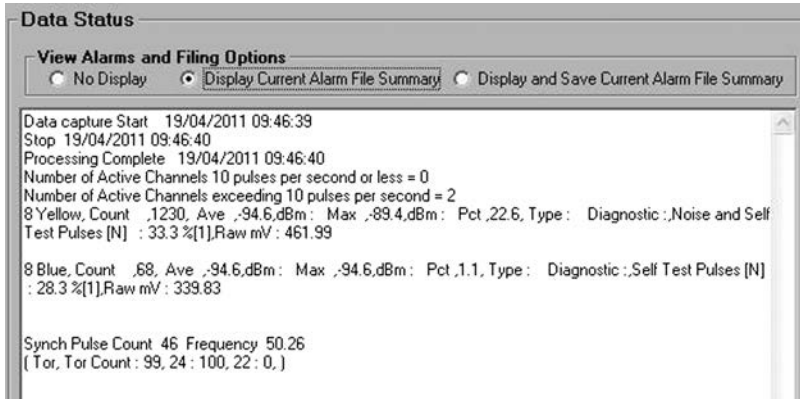 Data Status
View Alarms and Filing Options
No Display Display Current Alarm File Summary Display and Save Current Alarm File Summary
Data capture Start 19/04/2011 09:46:39
Stop 19/04/2011 09:46:40
Processing Complete 19/04/2011 09:46:40
Number of Active Channels 10 pulses per second or less = 0
Number of Active Channels exceeding 10 pulses per second = 2
8 Yellow, Count ,1230, Ave ,-94.6,dBm : Max ,-89.4,dBm : Pct ,22.6, Type : Diagnostic :,Noise and Self
Test Pulses [N] : 33.3 %[1],Raw mV : 461.99
8 Blue, Count ,68, Ave ,-94.6,dBm : Max ,-94.6,dBm : Pct ,1.1, Type : Diagnostic :,Self Test Pulses [N]
: 28.3 %[1],Raw mV : 339.83
Synch Pulse Count 46 Frequency 50.26
( Tor, Tor Count : 99, 24 : 100, 22 : 0, )